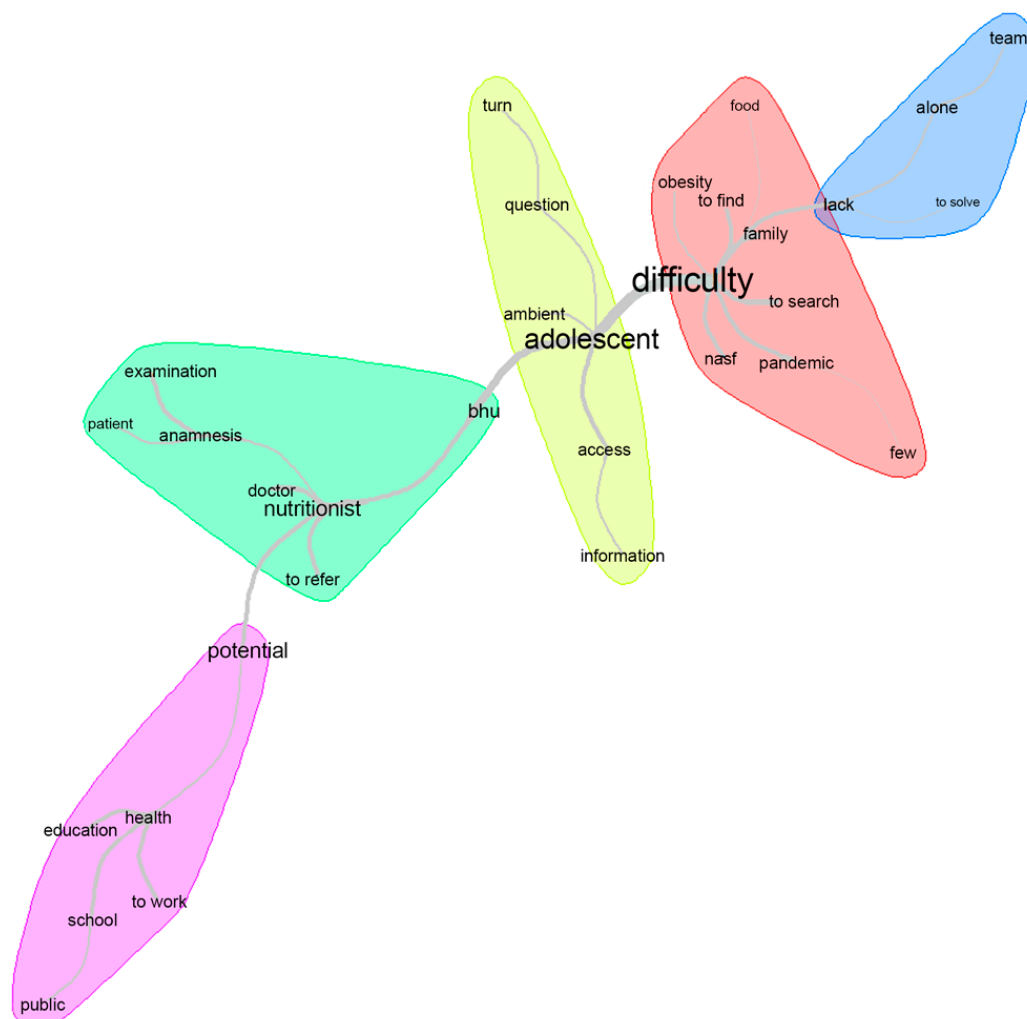 team
turn
food
alone
obesity
to find
question
lack
to solve
family
difficulty
to search
ambient
adolescent
nasf
pandemic
examination
bhu
patient
anamnesis
access
few
doctor
nutritionist
information
to refer
potential
health
education
to work
school
public